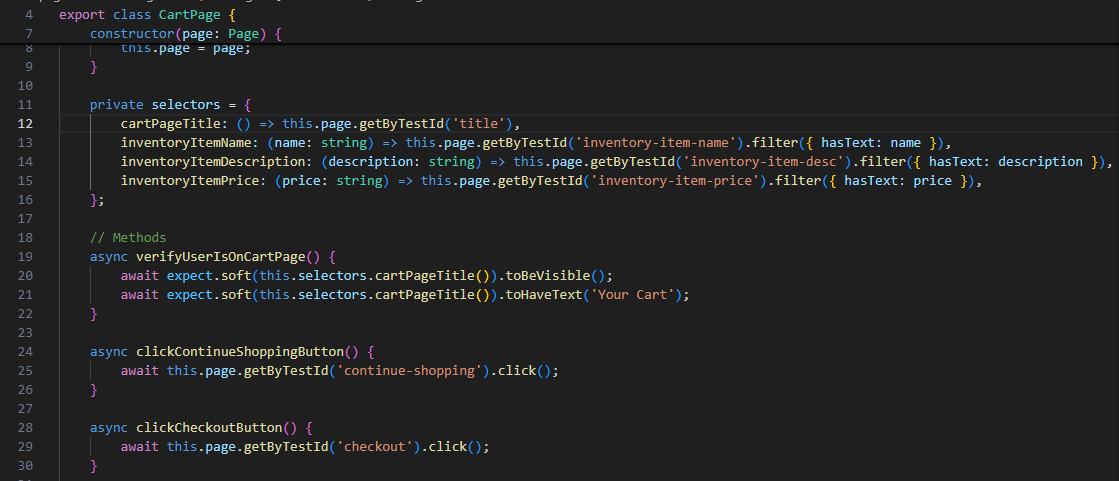 4 export class CartPage {
7 constructor(page: Page) {
8 this.page = page;
9 }
10
11 private selectors = {
12 cartPageTitle: () => this.page.getByTestId('title'),
13 inventoryItemName: (name: string) => this.page.getByTestId('inventory-item-name').filter({ hasText: name }),
14 inventoryItemDescription: (description: string) => this.page.getByTestId('inventory-item-desc').filter({ hasText: description }),
15 inventoryItemPrice: (price: string) => this.page.getByTestId('inventory-item-price').filter({ hasText: price }),
16 };
17
18 // Methods
19 async verifyUserIsOnCartPage() {
20 await expect.soft(this.selectors.cartPageTitle()).toBeVisible();
21 await expect.soft(this.selectors.cartPageTitle()).toHaveText('Your Cart');
22 }
23
24 async clickContinueShoppingButton() {
25 await this.page.getByTestId('continue-shopping').click();
26 }
27
28 async clickCheckoutButton() {
29 await this.page.getByTestId('checkout').click();
30 }